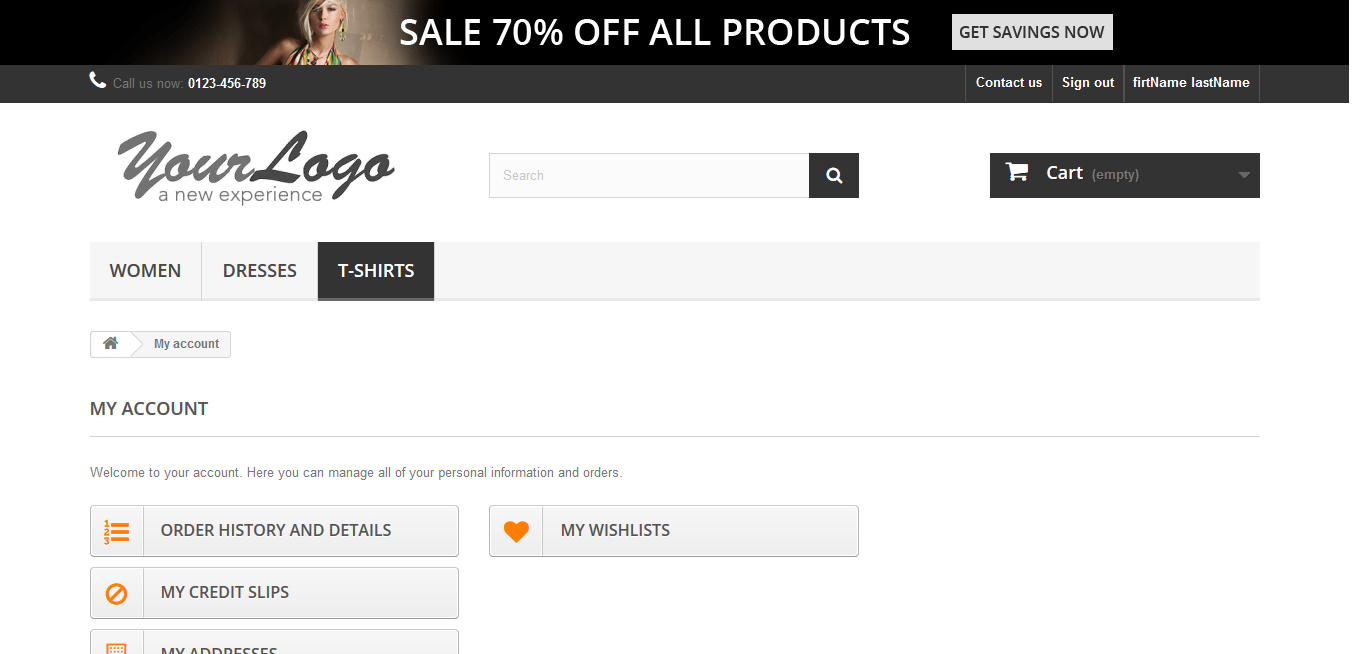 SALE 70% OFF ALL PRODUCTS
GET SAVINGS NOW
Call us now: 0123-456-789
Contact us
Sign out
firtName lastName
YourLogo
a new experience
Search
Cart (empty)
WOMEN
DRESSES
T-SHIRTS
My account
MY ACCOUNT
Welcome to your account. Here you can manage all of your personal information and orders.
1
2
3
ORDER HISTORY AND DETAILS
MY WISHLISTS
MY CREDIT SLIPS
MY ADDRESSES